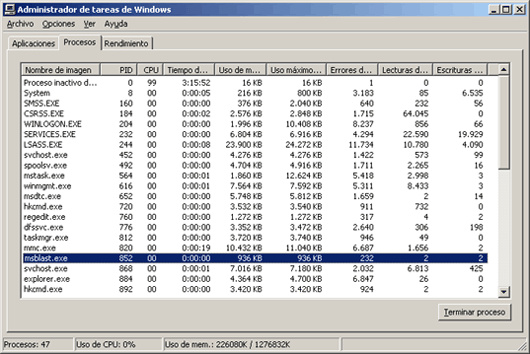 Administrador de tareas de Windows
Archivo Opciones Ver Ayuda
Aplicaciones Procesos Rendimiento
Nombre de imagen PID CPU Tiempo d... Uso de m... Uso máximo... Errores d... Lecturas d... Escrituras ...
Proceso inactivo d... 0 99 3:15:52 16 KB 16 KB 1 0 0
System 8 00 0:00:05 216 KB 800 KB 3.183 85 6.535
SMSS.EXE 160 00 0:00:00 376 KB 2.040 KB 640 232 56
CSRSS.EXE 184 00 0:00:02 2.576 KB 2.848 KB 1.715 64.045 0
WINLOGON.EXE 204 00 0:00:00 1.996 KB 10.408 KB 8.237 856 66
SERVICES.EXE 232 00 0:00:00 6.804 KB 6.916 KB 4.294 22.590 19.929
LSASS.EXE 244 00 0:00:08 23.900 KB 24.272 KB 11.734 10.780 4.090
svchost.exe 452 00 0:00:00 4.276 KB 4.276 KB 1.422 573 99
spoolsv.exe 492 00 0:00:00 4.704 KB 4.916 KB 1.711 2.265 16
mstask.exe 564 00 0:00:01 1.860 KB 12.624 KB 5.418 2.998 3
winmgmt.exe 616 00 0:00:01 7.564 KB 7.592 KB 5.311 8.433 3
msdtc.exe 652 00 0:00:00 5.748 KB 5.812 KB 1.659 2 14
hkcmd.exe 720 00 0:00:00 3.532 KB 3.540 KB 911 732 0
regedit.exe 760 00 0:00:00 1.272 KB 1.272 KB 317 4 2
dfssvc.exe 776 00 0:00:00 3.352 KB 3.352 KB 2.240 306 198
taskmgr.exe 812 00 0:00:00 3.720 KB 3.740 KB 946 49 0
mmc.exe 820 00 0:00:19 10.432 KB 11.040 KB 6.687 1.656 2
msblast.exe 852 00 0:00:00 936 KB 936 KB 232 2 2
svchost.exe 868 00 0:00:01 7.016 KB 7.180 KB 2.032 6.813 425
explorer.exe 884 00 0:00:00 4.364 KB 4.700 KB 6.847 26 0
hkcmd.exe 892 00 0:00:00 3.420 KB 3.420 KB 924 2 2
Terminar proceso
Procesos: 47 Uso de CPU: 0% Uso de mem.: 226080K / 1276832K